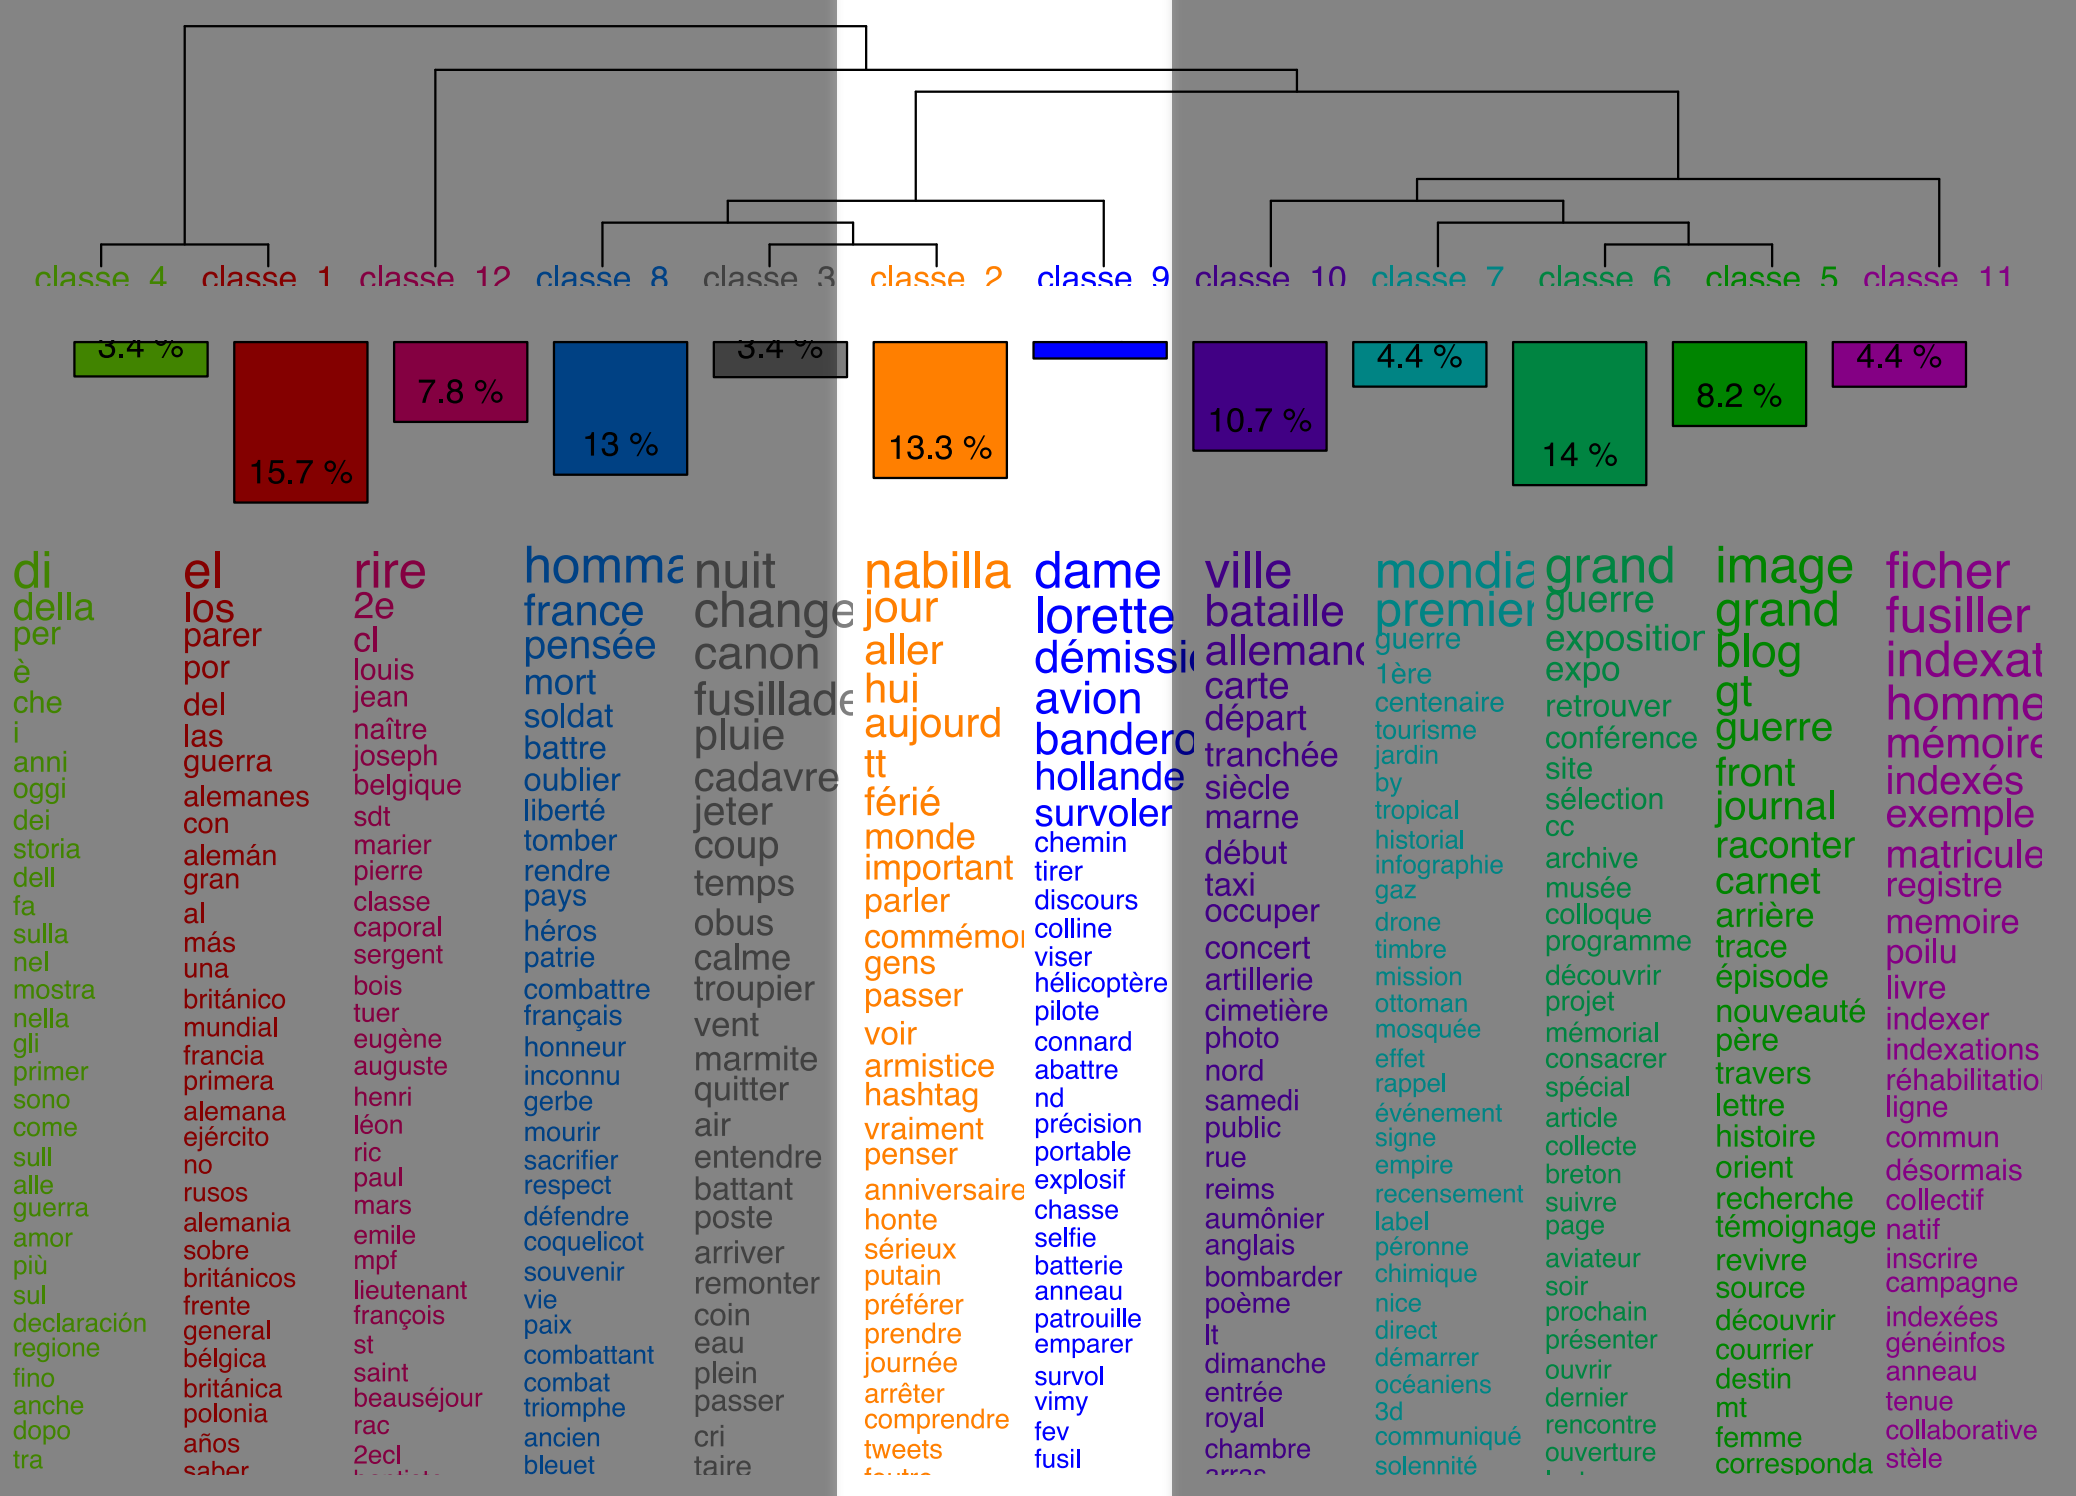 classe 4 classe 1 classe 12 classe 8 classe 3 classe 2 classe 9 classe 10 classe 7 classe 6 classe 5 classe 11
3.4 % 15.7 % 7.8 % 13 % 3.4 % 13.3 % 10.7 % 4.4 % 14 % 8.2 % 4.4 %
di
della
per
è
che
i
anni
oggi
dei
storia
dell
fa
sulla
nel
mostra
nella
gli
primer
sono
come
sull
alle
guerra
amor
più
sul
declaración
regione
fino
anche
dopo
tra
el
los
parer
por
del
las
guerra
alemanes
con
alemán
gran
al
más
una
británico
mundial
francia
primera
alemana
ejército
no
rusos
alemania
sobre
británicos
frente
general
bélgica
británica
polonia
años
saber
rire
2e
cl
louis
jean
naître
joseph
belgique
sdt
marier
pierre
classe
caporal
sergent
bois
tuer
eugène
auguste
henri
léon
ric
paul
mars
emile
mpf
lieutenant
françois
st
saint
beauséjour
rac
2ecl
homma
france
pensée
mort
soldat
battre
oublier
liberté
tomber
rendre
pays
héros
patrie
combattre
français
honneur
inconnu
gerbe
mourir
sacrifier
respect
défendre
coquelicot
souvenir
vie
paix
combattant
combat
triomphe
ancien
bleuet
nuit
change
canon
fusillade
pluie
cadavre
jeter
coup
temps
obus
calme
troupier
vent
marmite
quitter
air
entendre
battant
poste
arriver
remonter
coin
eau
plein
passer
cri
taire
nabilla
jour
aller
hui
aujourd
tt
férié
monde
important
parler
commémor
gens
passer
voir
armistice
hashtag
vraiment
penser
anniversaire
honte
sérieux
putain
préférer
prendre
journée
arrêter
comprendre
tweets
dame
lorette
démissi
avion
bandero
hollande
survoler
chemin
tirer
discours
colline
viser
hélicoptère
pilote
connard
abattre
nd
précision
portable
explosif
chasse
selfie
batterie
anneau
patrouille
emparer
survol
vimy
fev
fusil
ville
bataille
allemand
carte
départ
tranchée
siècle
marne
début
taxi
occuper
concert
artillerie
cimetière
photo
nord
samedi
public
rue
reims
aumônier
anglais
bombarder
poème
lt
dimanche
entrée
royal
chambre
arras
mondia
premier
guerre
1ère
centenaire
tourisme
jardin
by
tropical
historial
infographie
gaz
drone
timbre
mission
ottoman
mosquée
effet
rappel
événement
signe
empire
recensement
label
péronne
chimique
nice
direct
démarrer
océaniens
3d
communiqué
solennité
grand
guerre
exposition
expo
retrouver
conférence
site
sélection
cc
archive
musée
colloque
programme
découvrir
projet
mémorial
consacrer
spécial
article
collecte
breton
suivre
page
aviateur
soir
prochain
présenter
ouvrir
dernier
rencontre
ouverture
image
grand
blog
gt
guerre
front
journal
raconter
carnet
arrière
trace
épisode
nouveauté
père
travers
lettre
histoire
orient
recherche
témoignage
revivre
source
découvrir
courrier
destin
mt
femme
corresponda
ficher
fusiller
indexat
homme
mémoire
indexés
exemple
matricule
registre
memoire
poilu
livre
indexer
indexations
réhabilitatio
ligne
commun
désormais
collectif
natif
inscrire
campagne
indexées
généinfos
anneau
tenue
collaborative
stèle